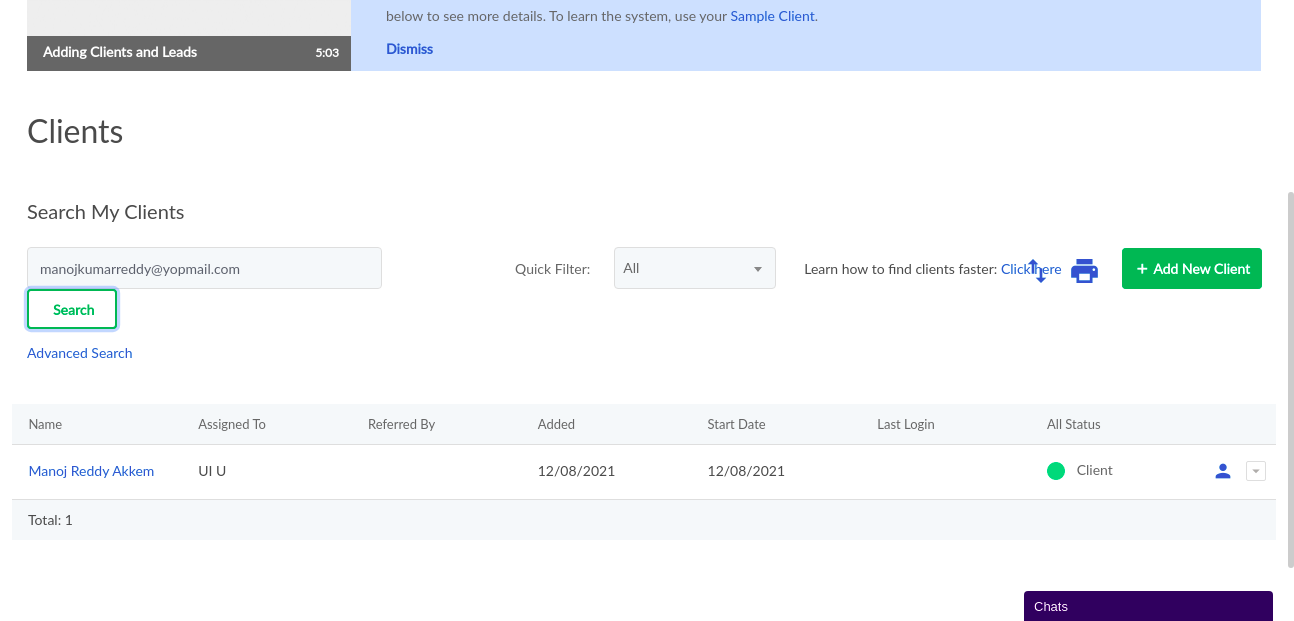 below to see more details. To learn the system, use your Sample Client.
Adding Clients and Leads 5:03
Dismiss
Clients
Search My Clients
manojkumarreddy@yopmail.com Quick Filter: All Learn how to find clients faster: Click here + Add New Client
Search
Advanced Search
Name Assigned To Referred By Added Start Date Last Login All Status
Manoj Reddy Akkem UI U 12/08/2021 12/08/2021 Client
Total: 1
Chats